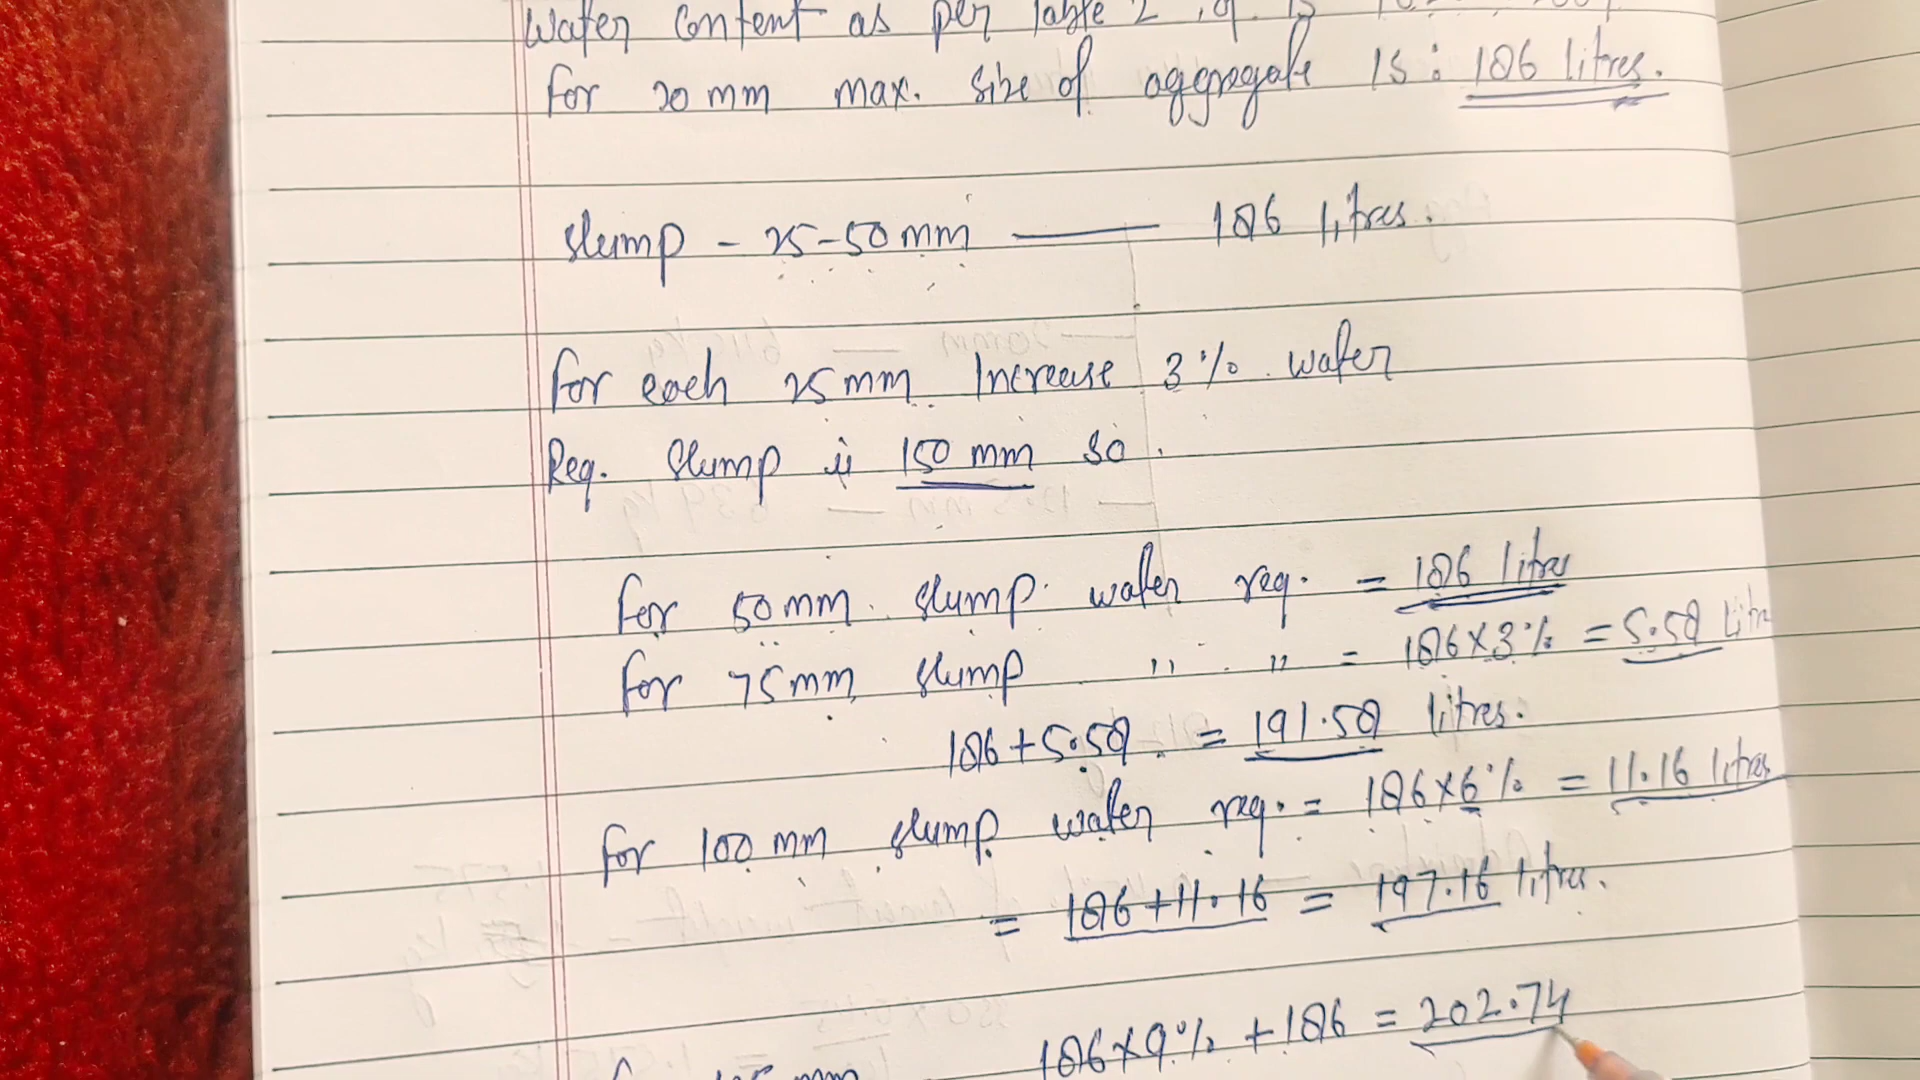 Water Content as per Table 2 of IS
for 20 mm max. size of aggregate is : 186 litres.
Slump - 25-50 mm —— 186 litres.
for each 25 mm Increase 3% water
Req. Slump is 150 mm so
for 50 mm slump water req. = 186 litres
for 75 mm slump " " = 186 x 3% = 5.58 Litr
186 + 5.58 = 191.58 litres.
for 100 mm slump water req. = 186 x 6% = 11.16 litres
= 186 + 11.16 = 197.16 litres.
186 x 9% + 186 = 202.74